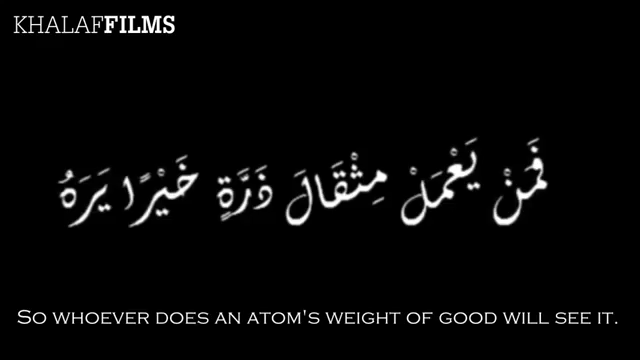 KHALAFFILMS
فَمَنْ يَعْمَلْ مِثْقَالَ ذَرَّةٍ خَيْرًا يَرَهُ
So whoever does an atom's weight of good will see it.